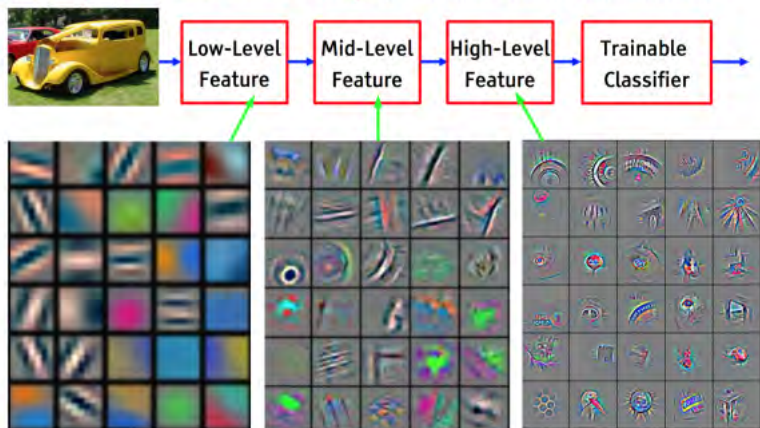 Low-Level
Feature
Mid-Level
Feature
High-Level
Feature
Trainable
Classifier